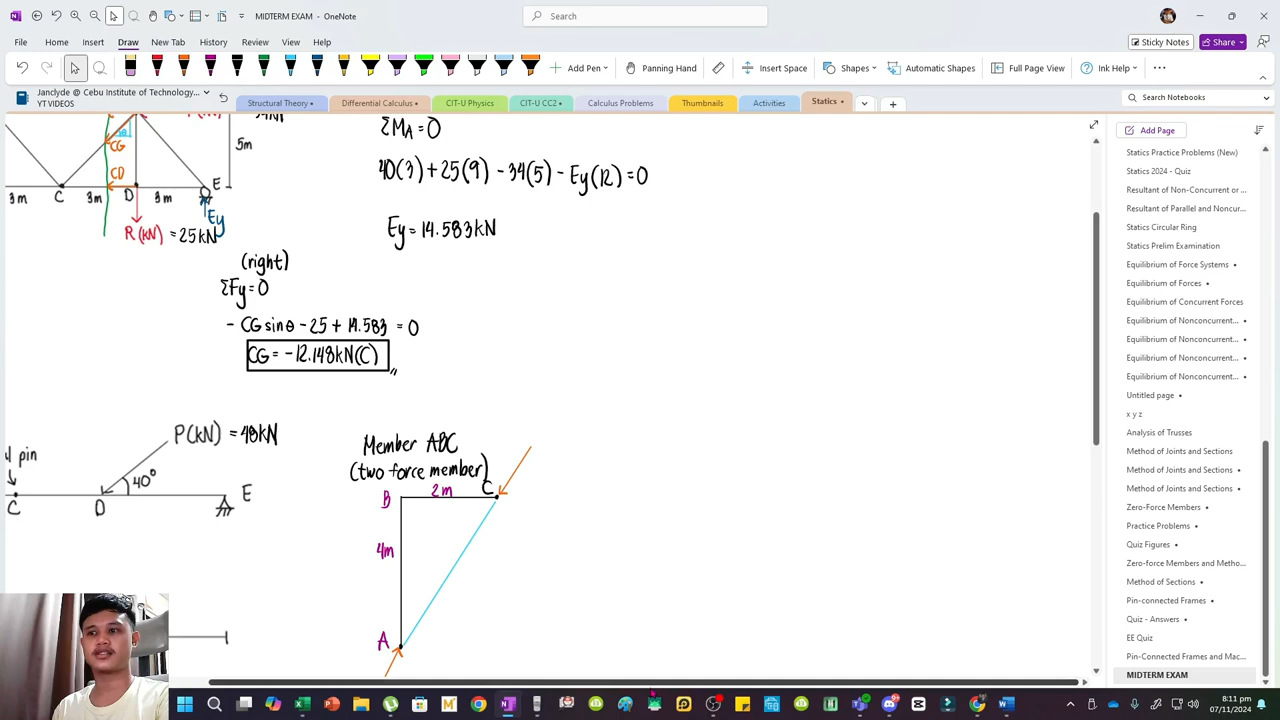 MIDTERM EXAM - OneNote
Search
File Home Insert Draw New Tab History Review View Help
Sticky Notes
Share
Add Pen
Panning Hand
Insert Space
Shapes
Automatic Shapes
Full Page View
Ink Help
Janclyde @ Cebu Institute of Technology...
YT VIDEOS
Structural Theory
Differential Calculus
CIT-U Physics
CIT-U CC2
Calculus Problems
Thumbnails
Activities
Statics
Search Notebooks
Add Page
Statics Practice Problems (New)
Statics 2024 - Quiz
Resultant of Non-Concurrent or
Resultant of Parallel and Noncur...
Statics Circular Ring
Statics Prelim Examination
Equilibrium of Force Systems
Equilibrium of Forces
Equilibrium of Concurrent Forces
Equilibrium of Nonconcurrent...
Equilibrium of Nonconcurrent...
Equilibrium of Nonconcurrent...
Equilibrium of Nonconcurrent...
Untitled page
x y z
Analysis of Trusses
Method of Joints and Sections
Method of Joints and Sections
Method of Joints and Sections
Zero-Force Members
Practice Problems
Quiz Figures
Zero-force Members and Metho...
Method of Sections
Pin-connected Frames
Quiz - Answers
EE Quiz
Pin-Connected Frames and Mac...
MIDTERM EXAM
CG
θ
5m
CD
E
3 m C 3m D 3 m
Ey
R(kN) = 25kN
ΣMA = 0
40(3) + 25(9) - 34(5) - Ey(12) = 0
Ey = 14.583kN
(right)
ΣFy = 0
- CG sin θ - 25 + 14.583 = 0
CG = -12.148kN(C)
P(kN) = 48kN
pin
40°
C D E
Member ABC
(two force member)
B 2m C
4m
A
8:11 pm
07/11/2024